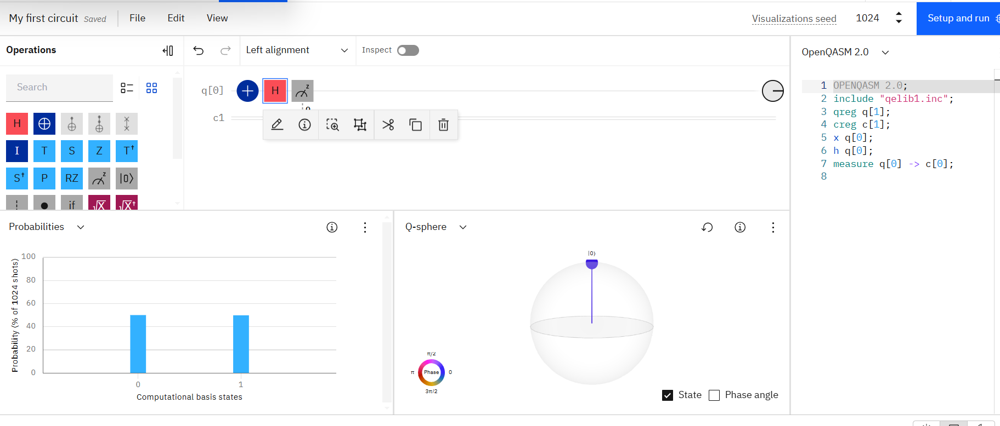 My first circuit Saved File Edit View Visualizations seed 1024 Setup and run
Operations Left alignment Inspect
OpenQASM 2.0
Search
H
I T S Z T†
S† P RZ z |0⟩
if √X √X†
q[0] + H z
0
c1
1 OPENQASM 2.0;
2 include "qelib1.inc";
3 qreg q[1];
4 creg c[1];
5 x q[0];
6 h q[0];
7 measure q[0] -> c[0];
8
Probabilities
Probability (% of 1024 shots)
100
80
60
40
20
0
0 1
Computational basis states
Q-sphere
|0⟩
π/2
π Phase 0
3π/2
State Phase angle